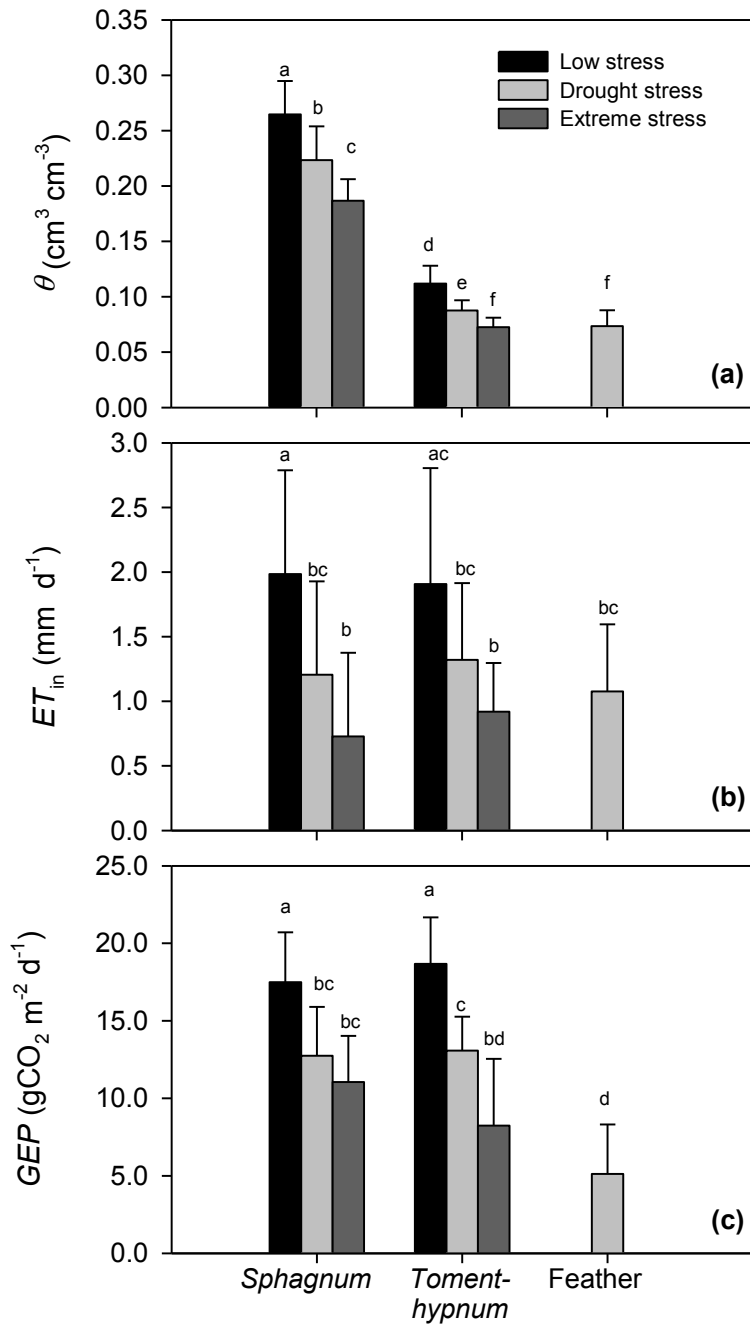 0.35
0.30
0.25
0.20
0.15
0.10
0.05
0.00
θ (cm³ cm⁻³)
Low stress
Drought stress
Extreme stress
a
b
c
d
e
f
f
(a)
3.0
2.5
2.0
1.5
1.0
0.5
0.0
ET_in (mm d⁻¹)
a
bc
b
ac
bc
b
bc
(b)
25.0
20.0
15.0
10.0
5.0
0.0
GEP (gCO₂ m⁻² d⁻¹)
a
bc
bc
a
c
bd
d
(c)
Sphagnum
Toment-
hypnum
Feather